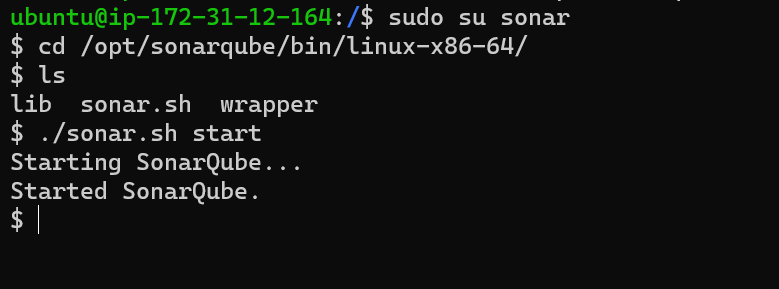 ubuntu@ip-172-31-12-164:/$ sudo su sonar
$ cd /opt/sonarqube/bin/linux-x86-64/
$ ls
lib  sonar.sh  wrapper
$ ./sonar.sh start
Starting SonarQube...
Started SonarQube.
$